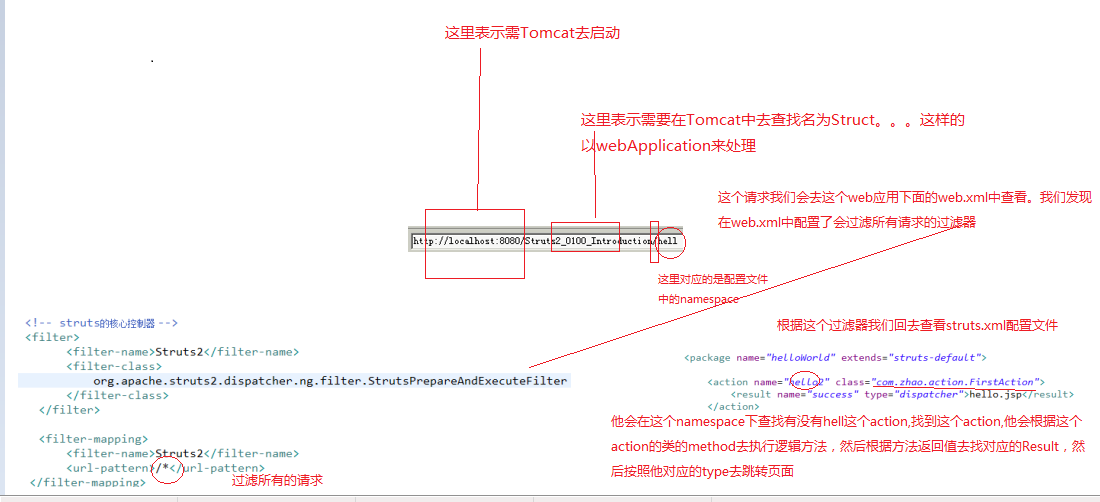 这里表示需Tomcat去启动
这里表示需要在Tomcat中去查找名为Struct。。。这样的
以webApplication来处理
这个请求我们会去这个web应用下面的web.xml中查看。我们发现
在web.xml中配置了会过滤所有请求的过滤器
http://localhost:8080/Struts2_0100_Introduction/hell
这里对应的是配置文件
中的namespace
<!-- struts的核心控制器 -->
<filter>
<filter-name>Struts2</filter-name>
<filter-class>
org.apache.struts2.dispatcher.ng.filter.StrutsPrepareAndExecuteFilter
</filter-class>
</filter>
<filter-mapping>
<filter-name>Struts2</filter-name>
<url-pattern>/*</url-pattern>
</filter-mapping>
过滤所有的请求
根据这个过滤器我们回去查看struts.xml配置文件
<package name="helloWorld" extends="struts-default">
<action name="hello2" class="com.zhao.action.FirstAction">
<result name="success" type="dispatcher">hello.jsp</result>
</action>
他会在这个namespace下查找有没有hell这个action,找到这个action,他会根据这个
action的类的method去执行逻辑方法，然后根据方法返回值去找对应的Result，然
后按照他对应的type去跳转页面